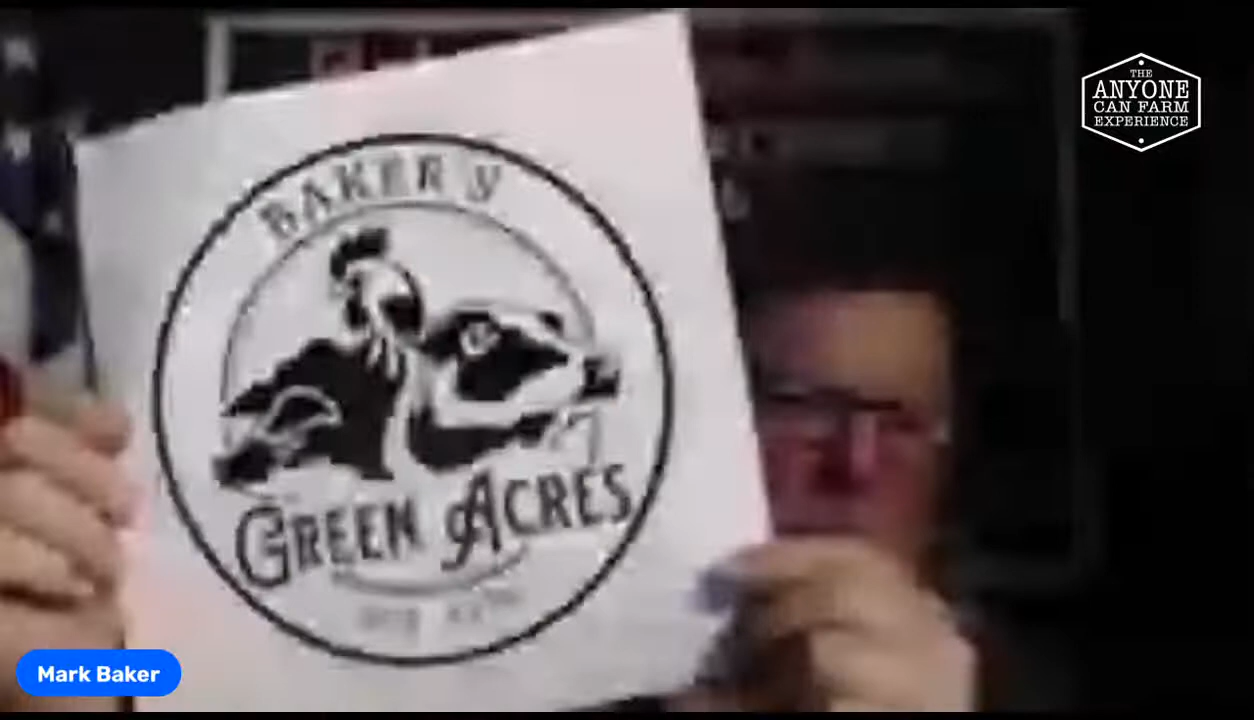 THE
ANYONE
CAN FARM
EXPERIENCE
BAKER'S
GREEN ACRES
Mark Baker